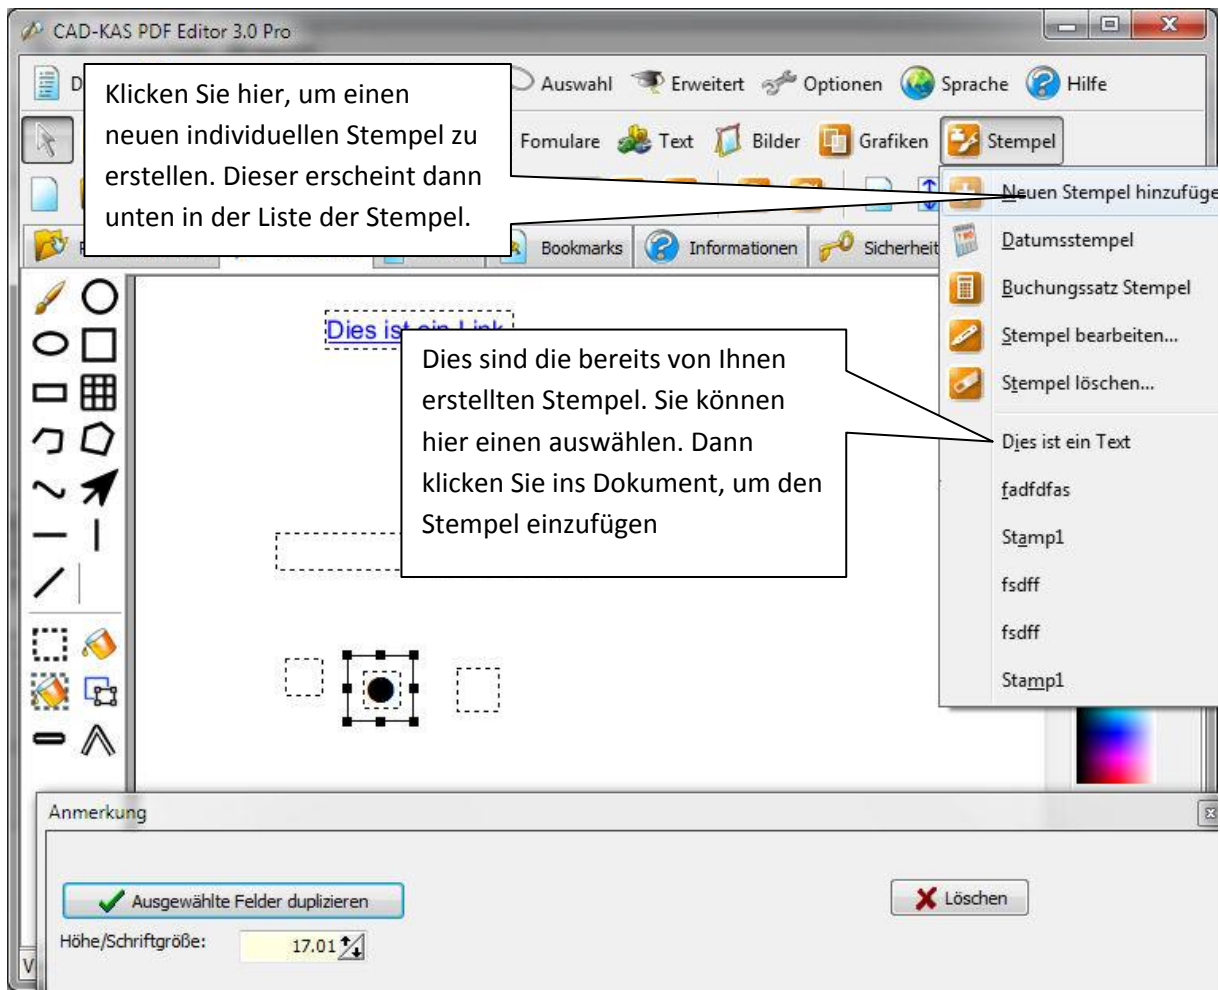 CAD-KAS PDF Editor 3.0 Pro
Auswahl Erweitert Optionen Sprache Hilfe
Klicken Sie hier, um einen
neuen individuellen Stempel zu
erstellen. Dieser erscheint dann
unten in der Liste der Stempel.
Fomulare Text Bilder Grafiken Stempel
Neuen Stempel hinzufüge
Bookmarks Informationen Sicherheit
Datumsstempel
Buchungssatz Stempel
Stempel bearbeiten...
Stempel löschen...
Dies ist ein Text
fadfdfas
Stamp1
fsdff
fsdff
Stamp1
Dies ist ein Link
Dies sind die bereits von Ihnen
erstellten Stempel. Sie können
hier einen auswählen. Dann
klicken Sie ins Dokument, um den
Stempel einzufügen
Anmerkung
Ausgewählte Felder duplizieren
Löschen
Höhe/Schriftgröße: 17.01